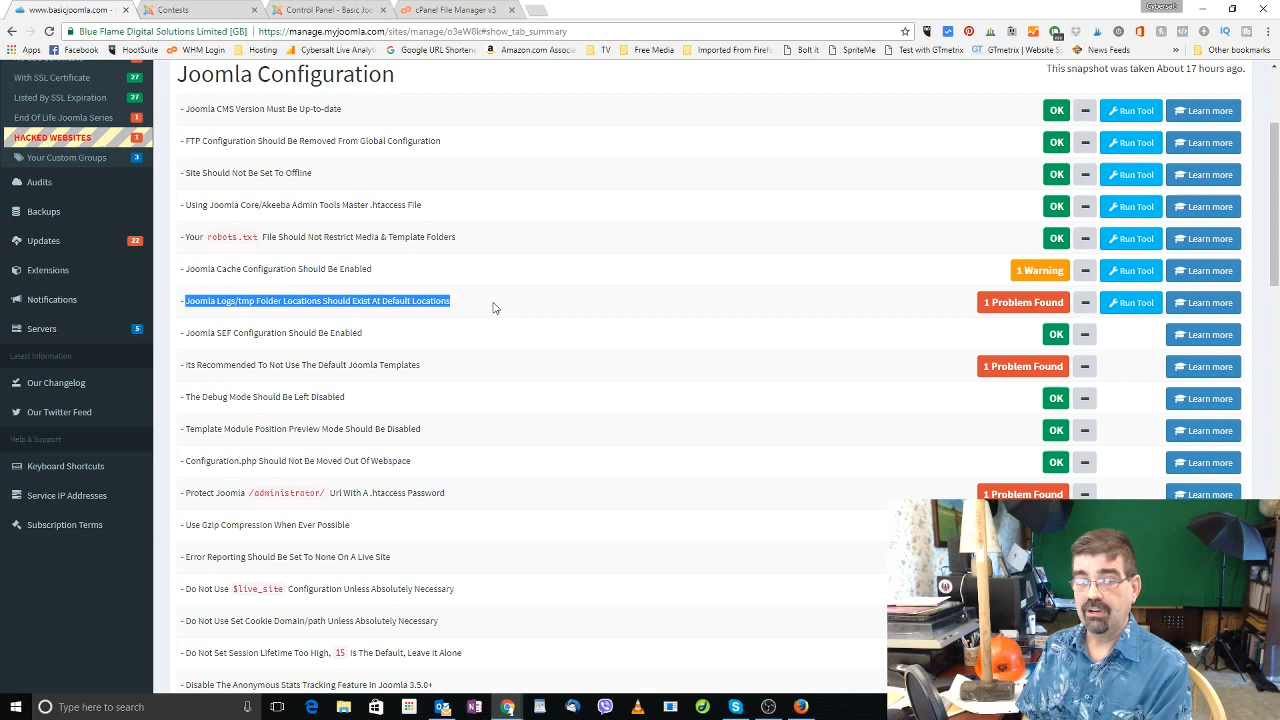 www.basicjoomla.com - d
Contests
Control Panel - Basic Joo
cPanel File Manager v3
Cybersalt
Blue Flame Digital Solutions Limited [GB]
https://manage.myjoomla.com/sites/manage/o3eW8k#show_tab_summary
Apps
Facebook
HootSuite
WHM Login
Cybersalt
Google URL Shortene
Amazon.com Associa
TV
Free Media
Imported From Firefo
Bolt it
SpriteMe
Test with GTmetrix
GTmetrix | Website
News Feeds
Other bookmarks
With SSL Certificate 27
Listed By SSL Expiration 27
End Of Life Joomla Series 1
HACKED WEBSITES 1
Your Custom Groups 3
Audits
Backups
Updates 22
Extensions
Notifications
Servers 5
Latest Information
Our Changelog
Our Twitter Feed
Help & Support
Keyboard Shortcuts
Service IP Addresses
Subscription Terms
Joomla Configuration
This snapshot was taken About 17 hours ago.
- Joomla CMS Version Must Be Up-to-date OK Run Tool Learn more
- FTP Configuration Should Be Removed From Global Configuration OK Run Tool Learn more
- Site Should Not Be Set To Offline OK Run Tool Learn more
- Using Joomla Core/Akeeba Admin Tools Master .htaccess File OK Run Tool Learn more
- Your robots.txt File Should Not Restrict Media & Template Folders OK Run Tool Learn more
- Joomla Cache Configuration Should Be Enabled 1 Warning Run Tool Learn more
- Joomla Logs/tmp Folder Locations Should Exist At Default Locations 1 Problem Found Run Tool Learn more
- Joomla SEF Configuration Should Be Enabled OK Learn more
- Its Recommended To Not Use The Default Joomla Templates 1 Problem Found Learn more
- The Debug Mode Should Be Left Disabled OK Learn more
- Template Module Position Preview Mode Should Be Disabled OK Learn more
- Configuration.php Should Not Be Moved Out Of Webspace OK Learn more
- Protect Joomla /administrator/ Url With A .htaccess Password 1 Problem Found Learn more
- Use Gzip Compression When Ever Possible
- Error Reporting Should Be Set To None On A Live Site
- Do Not Use $live_site Configuration Unless Absolutely Necessary
- Do Not Use Set Cookie Domain/path Unless Absolutely Necessary
- Do Not Set Session Lifetime Too High, 15 Is The Default, Leave It Alone
- Disable The Anonymous Stats Tracking Feature In Joomla 3.5.0+
Type here to search